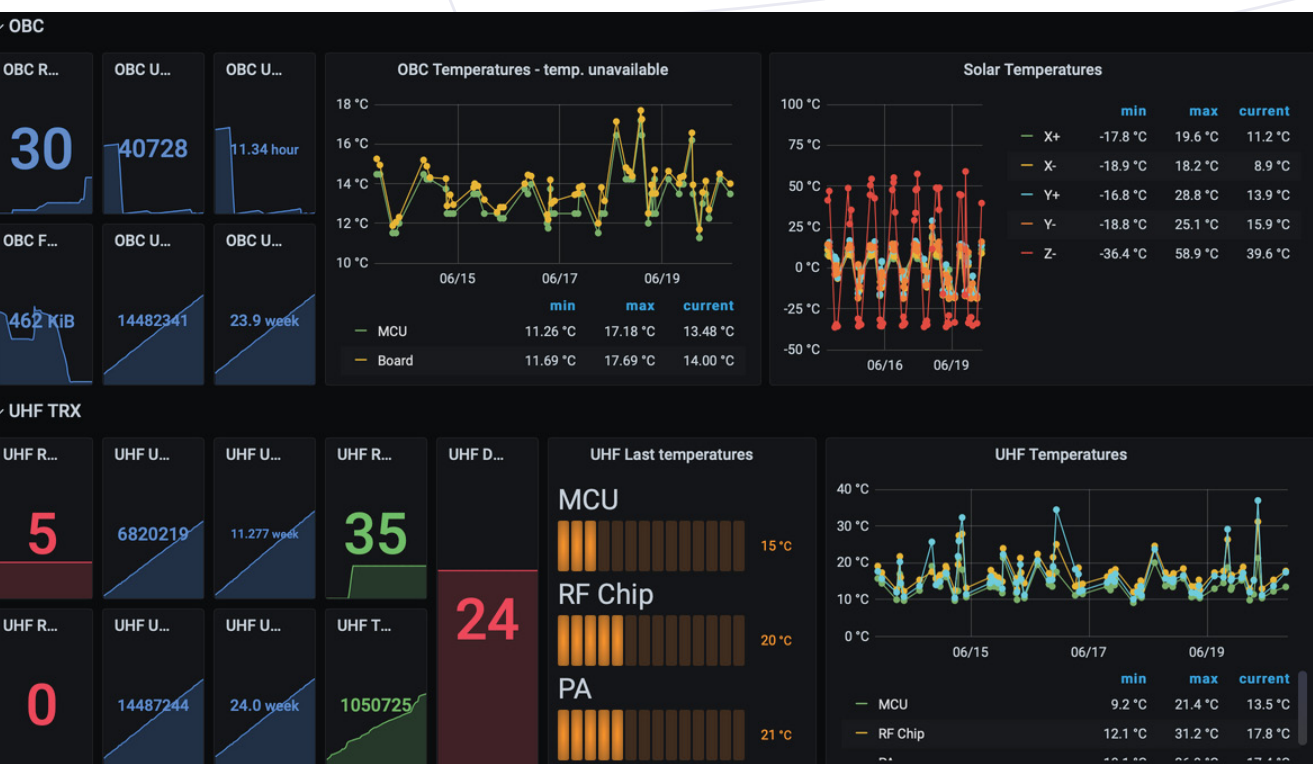 OBC
OBC R...
OBC U...
OBC U...
OBC Temperatures - temp. unavailable
Solar Temperatures
30
40728
11.34 hour
18 °C
16 °C
14 °C
12 °C
10 °C
06/15 06/17 06/19
min max current
MCU 11.26 °C 17.18 °C 13.48 °C
Board 11.69 °C 17.69 °C 14.00 °C
100 °C
75 °C
50 °C
25 °C
0 °C
-25 °C
-50 °C
06/16 06/19
min max current
X+ -17.8 °C 19.6 °C 11.2 °C
X- -18.9 °C 18.2 °C 8.9 °C
Y+ -16.8 °C 28.8 °C 13.9 °C
Y- -18.8 °C 25.1 °C 15.9 °C
Z- -36.4 °C 58.9 °C 39.6 °C
OBC F...
OBC U...
OBC U...
462 KiB
14482341
23.9 week
UHF TRX
UHF R...
UHF U...
UHF U...
UHF R...
UHF D...
UHF Last temperatures
UHF Temperatures
5
6820219
11.277 week
35
24
MCU
15 °C
RF Chip
20 °C
PA
21 °C
40 °C
30 °C
20 °C
10 °C
0 °C
06/15 06/17 06/19
min max current
MCU 9.2 °C 21.4 °C 13.5 °C
RF Chip 12.1 °C 31.2 °C 17.8 °C
UHF R...
UHF U...
UHF U...
UHF T...
0
14487244
24.0 week
1050725